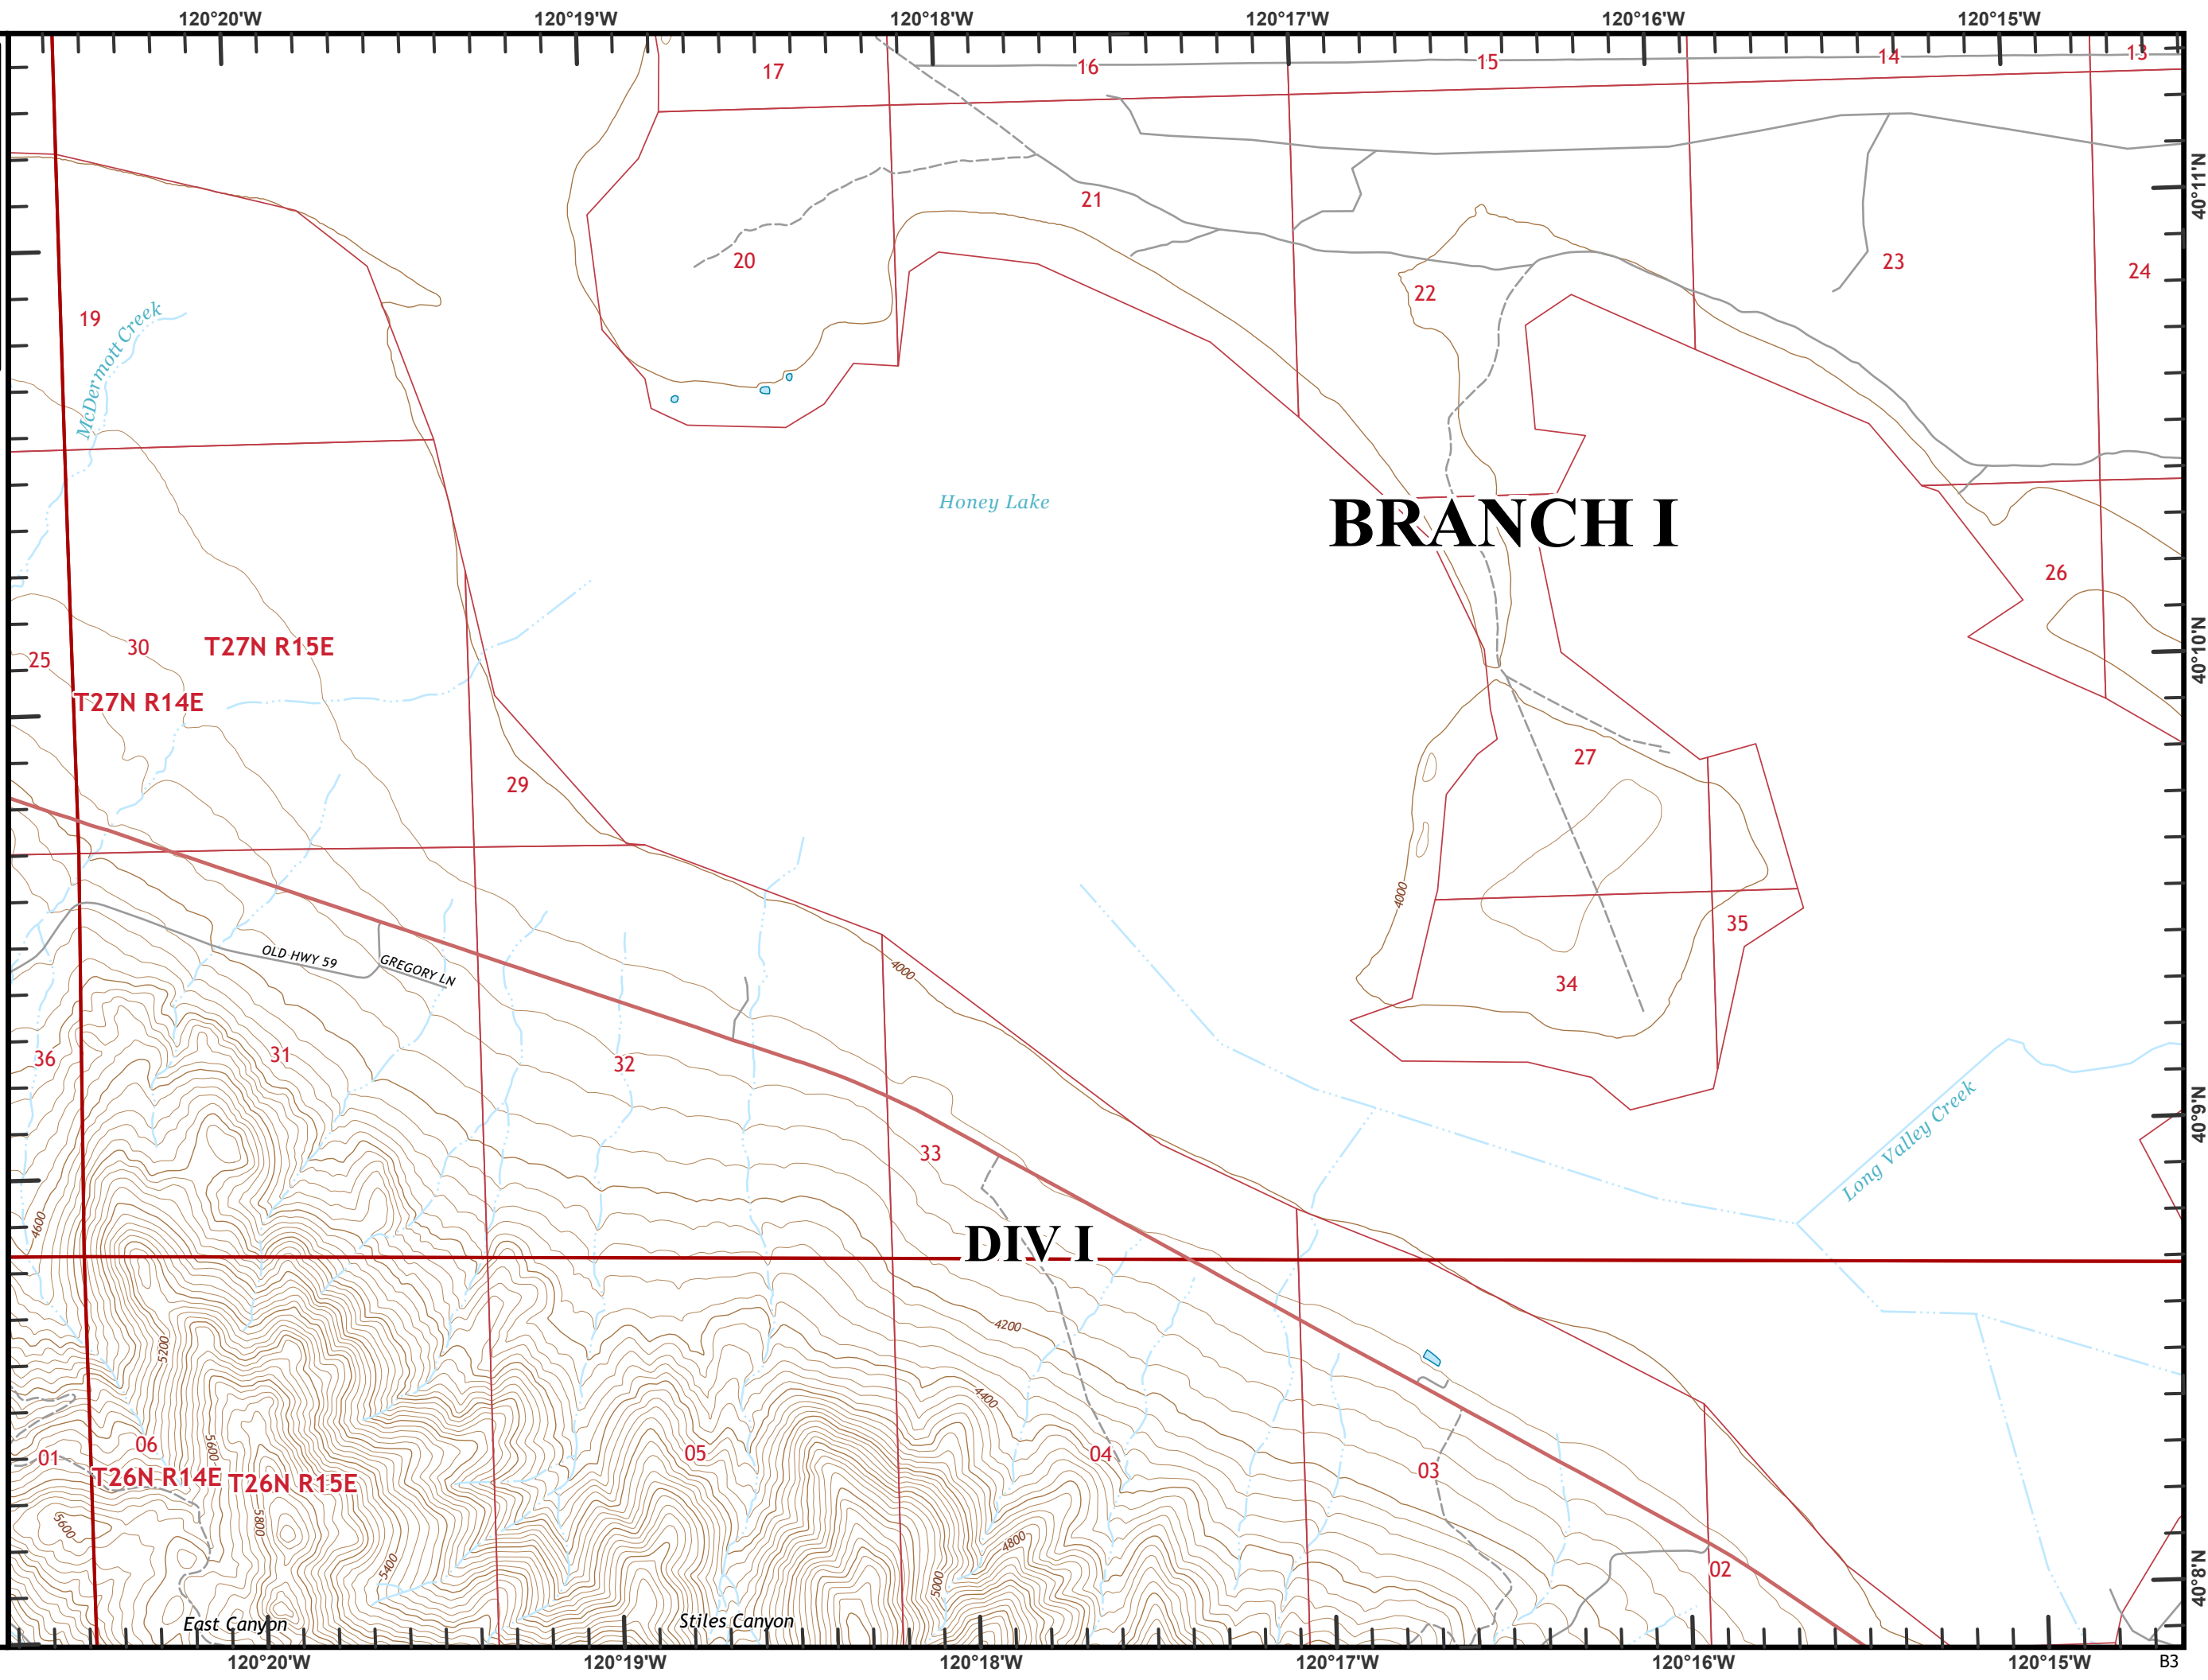 120°20'W
120°19'W
120°18'W
120°17'W
120°16'W
120°15'W
17
16
15
14
13
40°11'N
21
20
22
23
24
19
McDermott Creek
Honey Lake
BRANCH I
26
25
30
T27N R15E
40°10'N
T27N R14E
29
27
4000
35
OLD HWY 59
GREGORY LN
4000
34
36
31
32
33
Long Valley Creek
40°9'N
4600
DIV I
5200
4200
4400
01
06
5600
05
04
03
T26N R14E
T26N R15E
5600
5800
5400
4800
5000
02
40°8'N
East Canyon
Stiles Canyon
120°20'W
120°19'W
120°18'W
120°17'W
120°16'W
120°15'W
B3